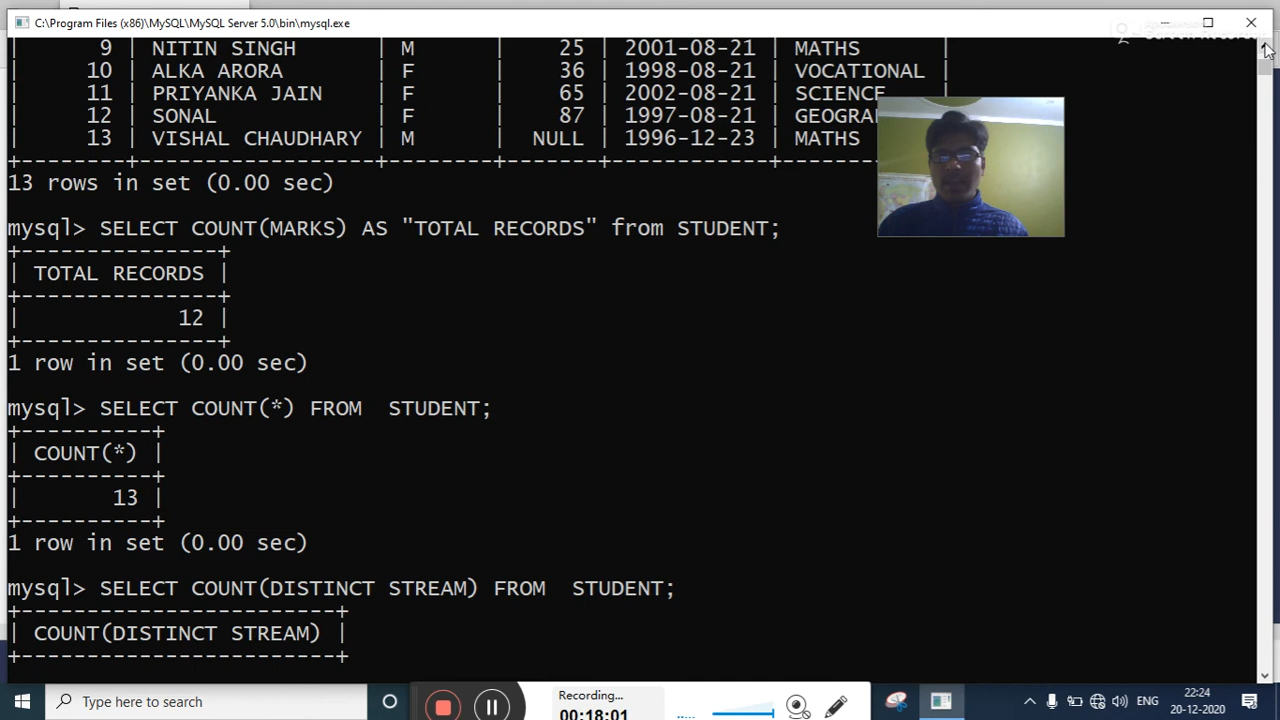 C:\Program Files (x86)\MySQL\MySQL Server 5.0\bin\mysql.exe
| 9 | NITIN SINGH | M | 25 | 2001-08-21 | MATHS |
| 10 | ALKA ARORA | F | 36 | 1998-08-21 | VOCATIONAL |
| 11 | PRIYANKA JAIN | F | 65 | 2002-08-21 | SCIENCE |
| 12 | SONAL | F | 87 | 1997-08-21 | GEOGRA
| 13 | VISHAL CHAUDHARY | M | NULL | 1996-12-23 | MATHS
13 rows in set (0.00 sec)
mysql> SELECT COUNT(MARKS) AS "TOTAL RECORDS" from STUDENT;
| TOTAL RECORDS |
| 12 |
1 row in set (0.00 sec)
mysql> SELECT COUNT(*) FROM  STUDENT;
| COUNT(*) |
| 13 |
1 row in set (0.00 sec)
mysql> SELECT COUNT(DISTINCT STREAM) FROM  STUDENT;
| COUNT(DISTINCT STREAM) |
Type here to search
Recording...
00:18:01
ENG
22:24
20-12-2020